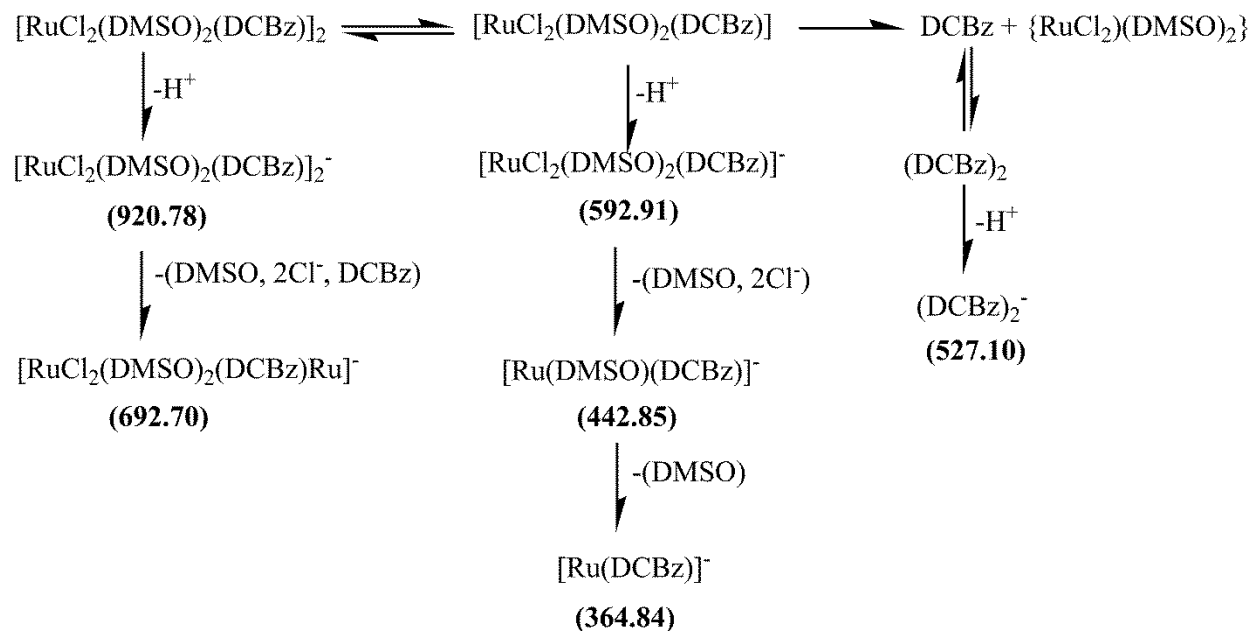 [RuCl₂(DMSO)₂(DCBz)]₂ ⇌ [RuCl₂(DMSO)₂(DCBz)] → DCBz + {RuCl₂)(DMSO)₂}
-H⁺
-H⁺
[RuCl₂(DMSO)₂(DCBz)]₂⁻
[RuCl₂(DMSO)₂(DCBz)]⁻
(DCBz)₂
(920.78)
(592.91)
-H⁺
-(DMSO, 2Cl⁻, DCBz)
-(DMSO, 2Cl⁻)
(DCBz)₂⁻
(527.10)
[RuCl₂(DMSO)₂(DCBz)Ru]⁻
[Ru(DMSO)(DCBz)]⁻
(692.70)
(442.85)
-(DMSO)
[Ru(DCBz)]⁻
(364.84)